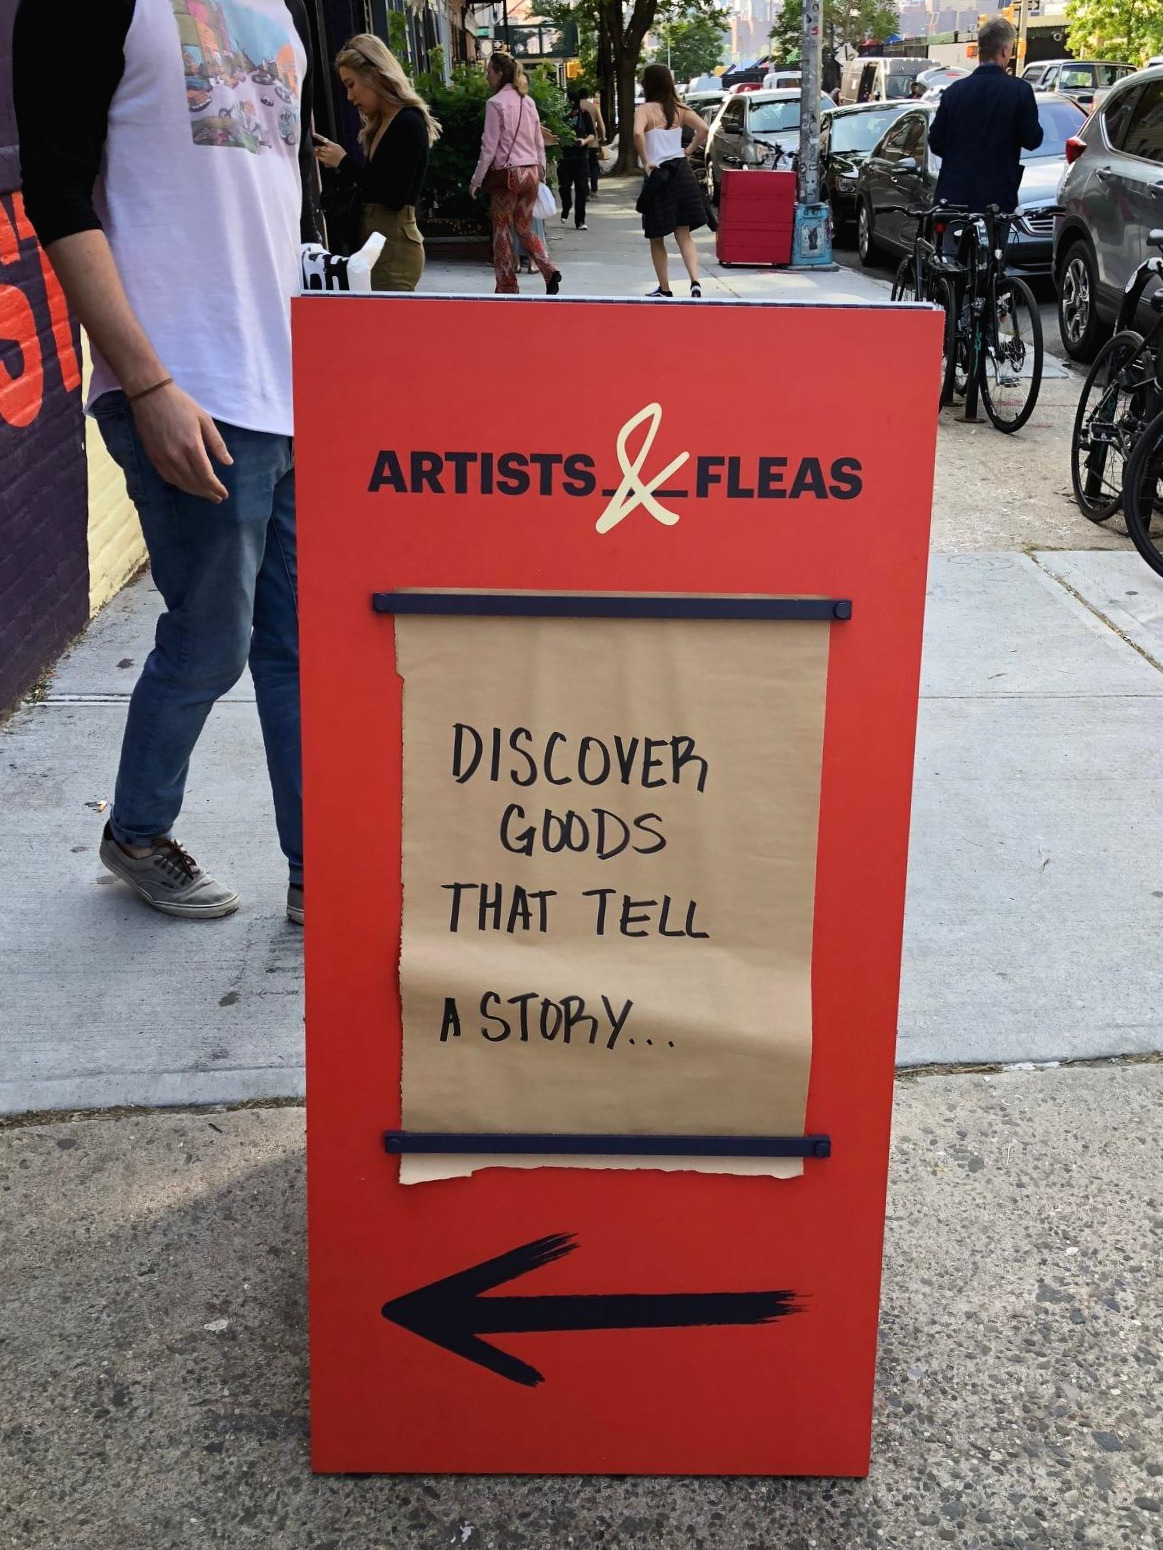 ARTISTS & FLEAS
DISCOVER
GOODS
THAT TELL
A STORY...